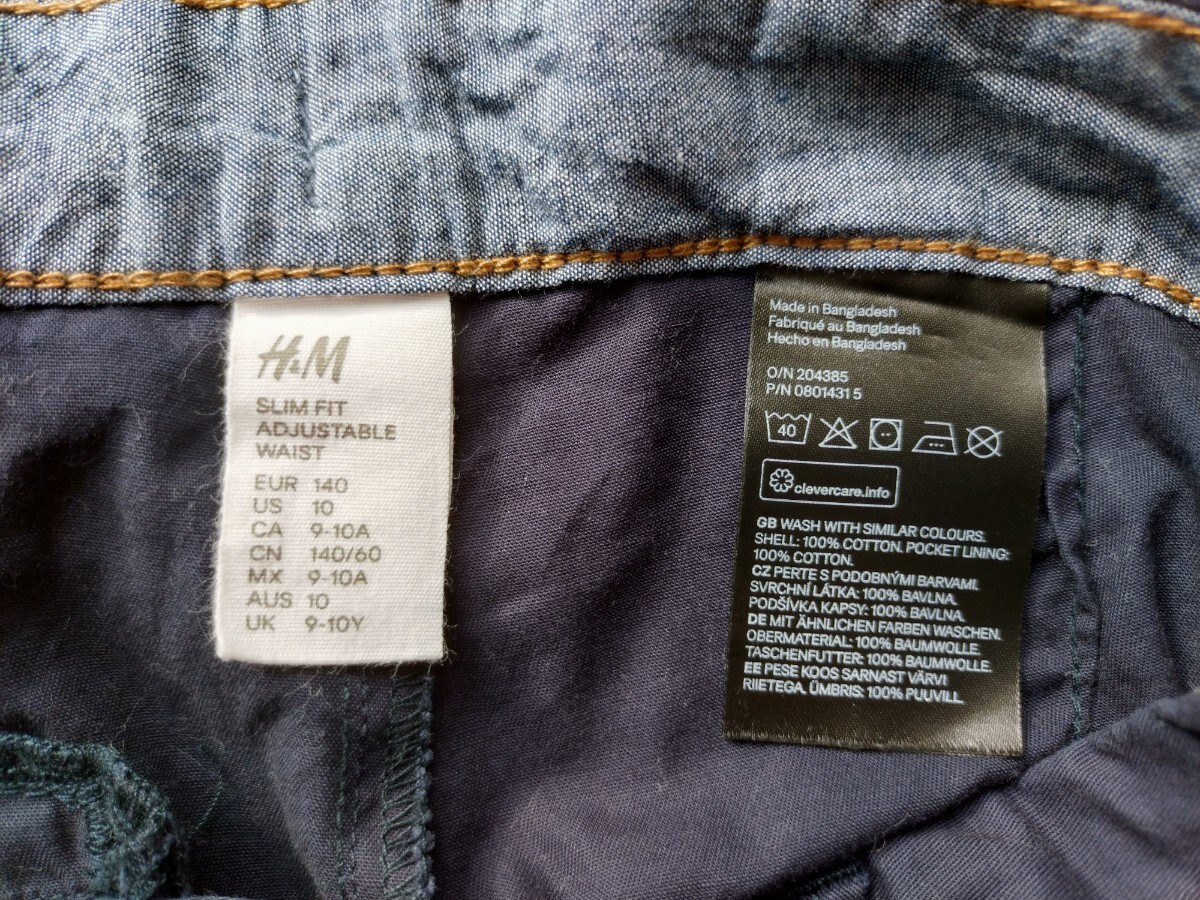 H&M
SLIM FIT
ADJUSTABLE
WAIST
EUR 140
US 10
CA 9-10A
CN 140/60
MX 9-10A
AUS 10
UK 9-10Y
Made in Bangladesh
Fabriqué au Bangladesh
Hecho en Bangladesh
O/N 204385
P/N 0801431 5
40
clevercare.info
GB WASH WITH SIMILAR COLOURS.
SHELL: 100% COTTON. POCKET LINING:
100% COTTON.
CZ PERTE S PODOBNÝMI BARVAMI.
SVRCHNÍ LÁTKA: 100% BAVLNA.
PODŠÍVKA KAPSY: 100% BAVLNA.
DE MIT ÄHNLICHEN FARBEN WASCHEN.
OBERMATERIAL: 100% BAUMWOLLE.
TASCHENFUTTER: 100% BAUMWOLLE.
EE PESE KOOS SARNAST VÄRVI
RIIETEGA. ÜMBRIS: 100% PUUVILL.